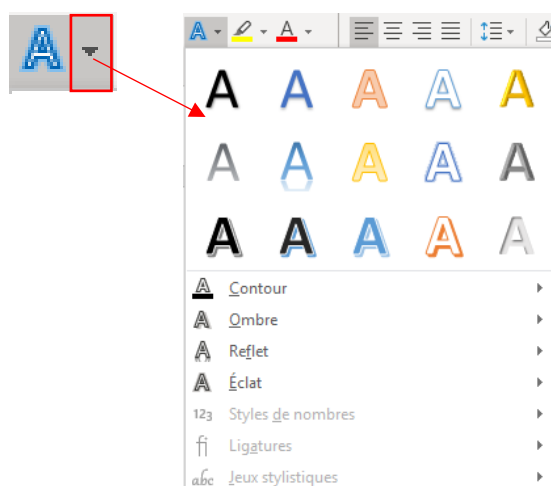 A
A A
A A A A A
A A A A A
A A A A A
A Contour
A Ombre
A Reflet
A Éclat
123 Styles de nombres
fi Ligatures
abc Jeux stylistiques